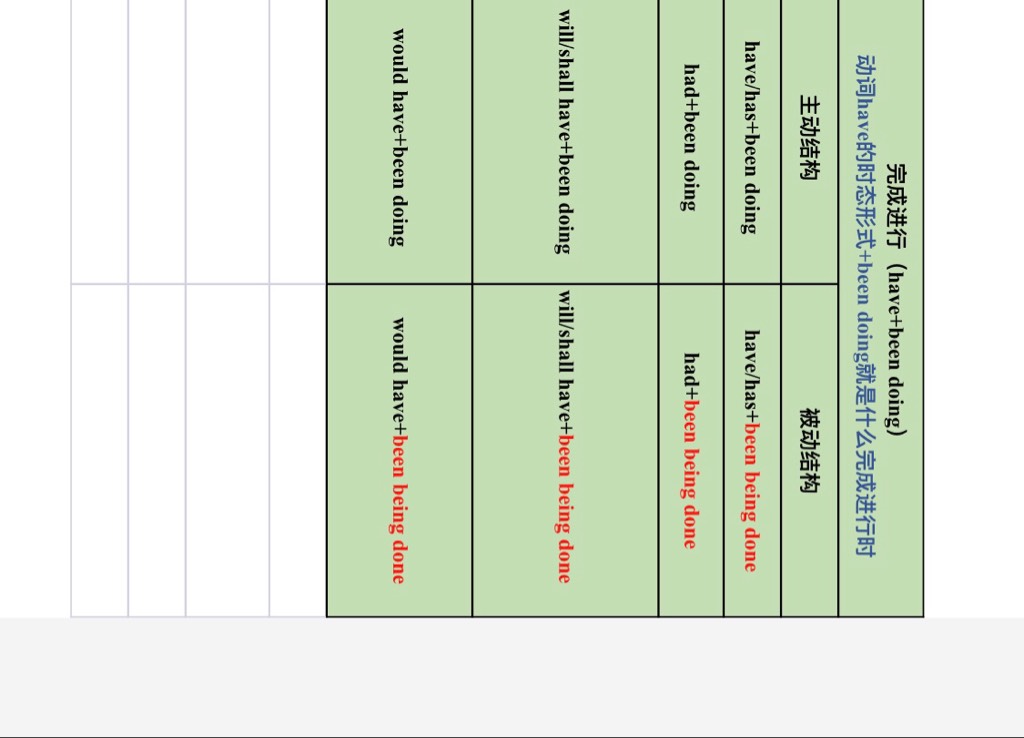 完成进行（have+been doing）
动词have的时态形式+been doing就是什么完成进行时
主动结构
被动结构
have/has+been doing
have/has+been being done
had+been doing
had+been being done
will/shall have+been doing
will/shall have+been being done
would have+been doing
would have+been being done